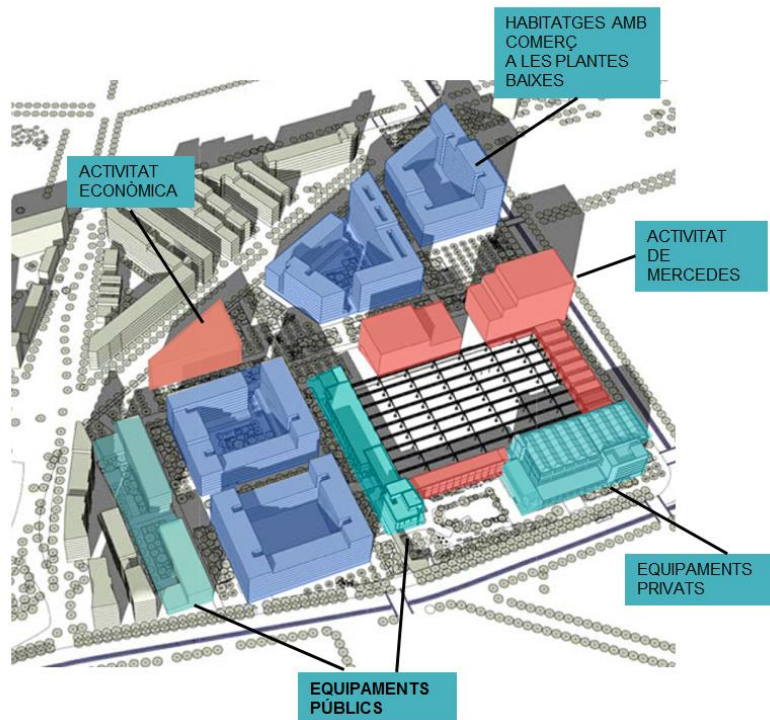 HABITATGES AMB
COMERÇ
A LES PLANTES
BAIXES
ACTIVITAT
ECONÒMICA
ACTIVITAT
DE
MERCEDES
EQUIPAMENTS
PRIVATS
EQUIPAMENTS
PÚBLICS